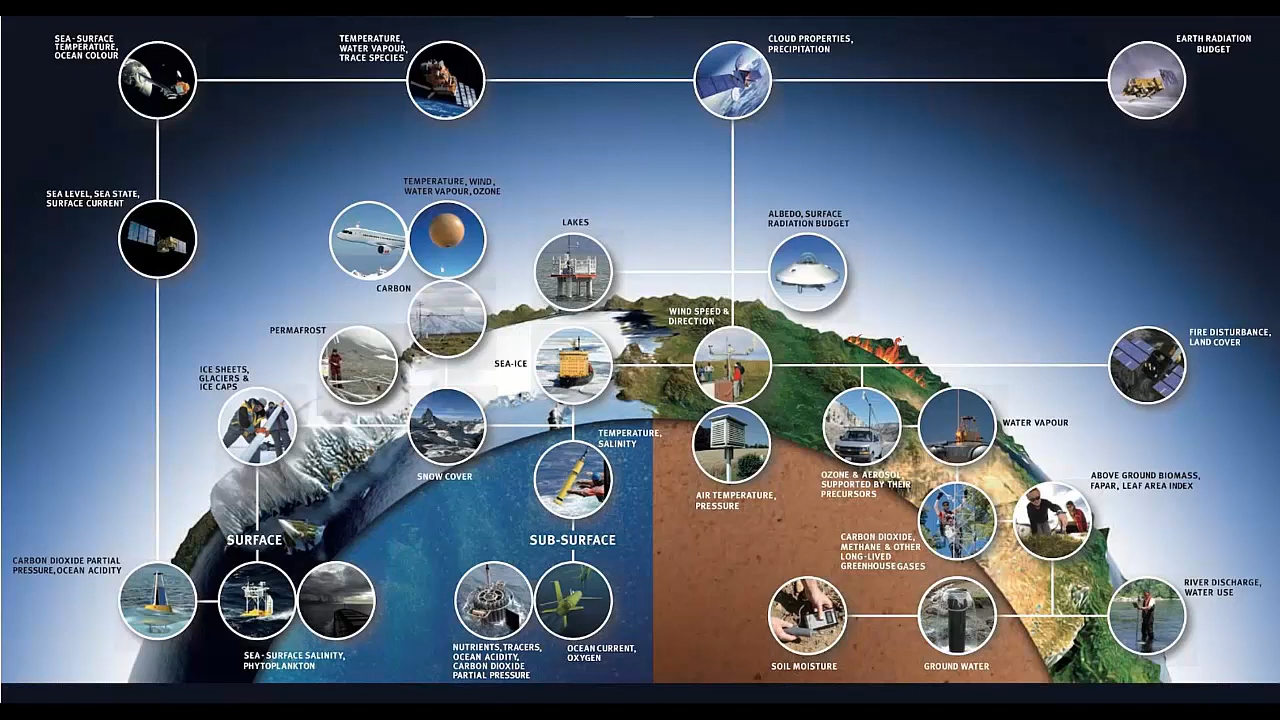 SEA - SURFACE
TEMPERATURE,
OCEAN COLOUR
TEMPERATURE,
WATER VAPOUR,
TRACE SPECIES
CLOUD PROPERTIES,
PRECIPITATION
EARTH RADIATION
BUDGET
SEA LEVEL, SEA STATE,
SURFACE CURRENT
TEMPERATURE, WIND,
WATER VAPOUR, OZONE
LAKES
ALBEDO, SURFACE
RADIATION BUDGET
CARBON
PERMAFROST
WIND SPEED &
DIRECTION
FIRE DISTURBANCE,
LAND COVER
ICE SHEETS,
GLACIERS &
ICE CAPS
SEA-ICE
WATER VAPOUR
TEMPERATURE,
SALINITY
SNOW COVER
AIR TEMPERATURE,
PRESSURE
OZONE & AEROSOL
SUPPORTED BY THEIR
PRECURSORS
ABOVE GROUND BIOMASS,
FAPAR, LEAF AREA INDEX
SURFACE
SUB-SURFACE
CARBON DIOXIDE,
METHANE & OTHER
LONG-LIVED
GREENHOUSE GASES
CARBON DIOXIDE PARTIAL
PRESSURE, OCEAN ACIDITY
RIVER DISCHARGE,
WATER USE
SEA - SURFACE SALINITY,
PHYTOPLANKTON
NUTRIENTS, TRACERS,
OCEAN ACIDITY,
CARBON DIOXIDE
PARTIAL PRESSURE
OCEAN CURRENT,
OXYGEN
SOIL MOISTURE
GROUND WATER